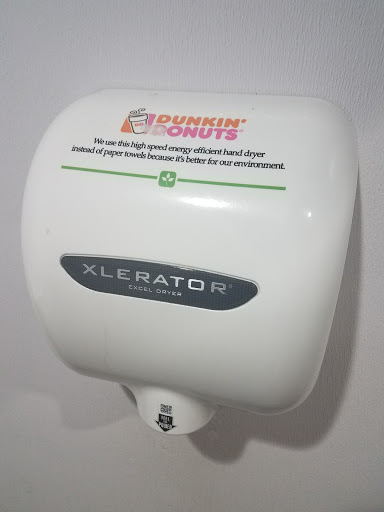 DUNKIN'
DONUTS
We use this high speed energy efficient hand dryer
instead of paper towels because it's better for our environment.
XLERATOR®
EXCEL DRYER